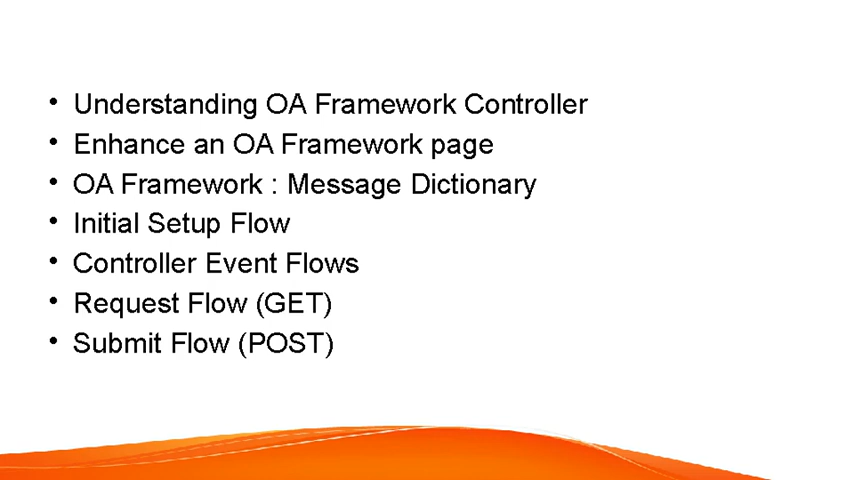 • Understanding OA Framework Controller
• Enhance an OA Framework page
• OA Framework : Message Dictionary
• Initial Setup Flow
• Controller Event Flows
• Request Flow (GET)
• Submit Flow (POST)